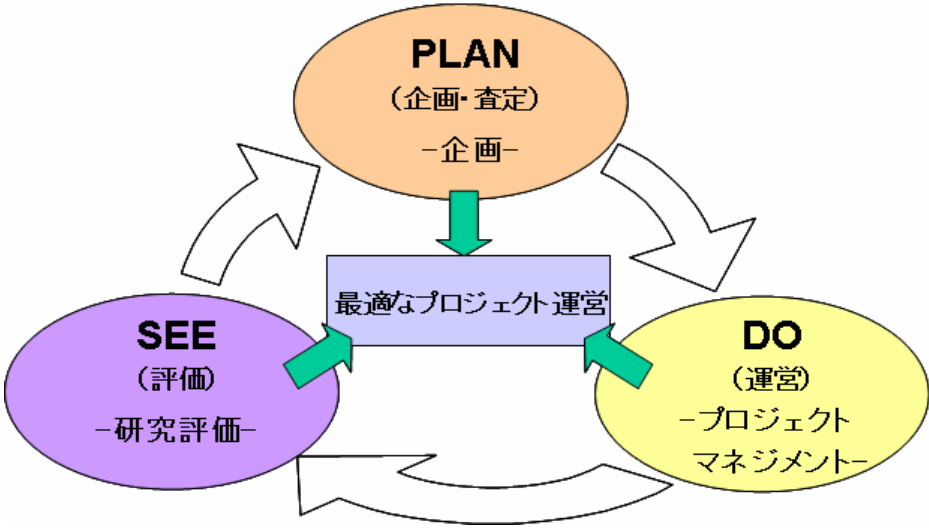 PLAN
(企画・査定)
-企画-
最適なプロジェクト運営
SEE
(評価)
-研究評価-
DO
(運営)
-プロジェクト
マネジメント-